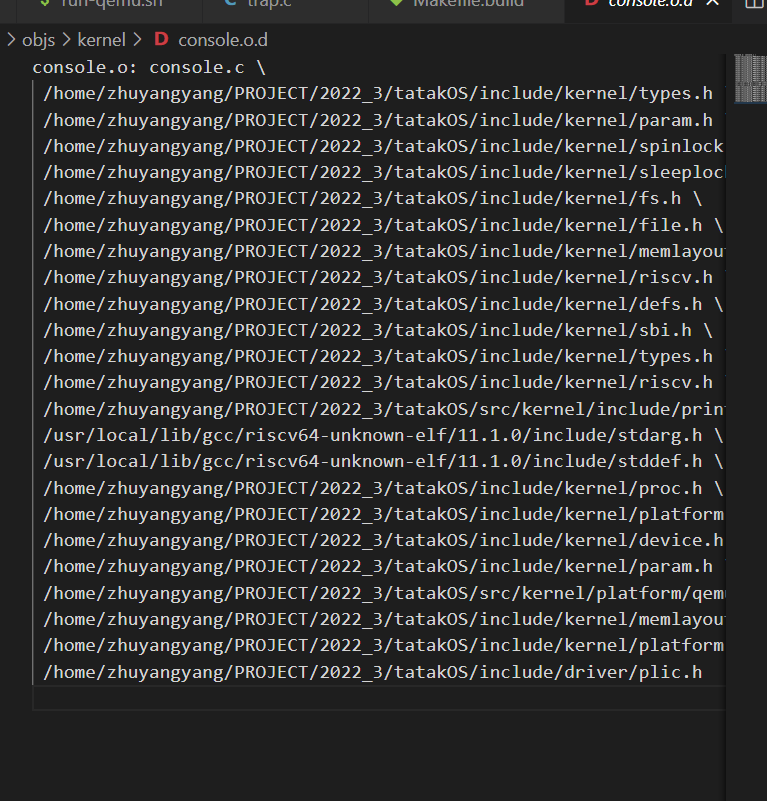 run-qemu.sh trap.c Makefile.build console.o.d
objs kernel console.o.d
console.o: console.c \
/home/zhuyangyang/PROJECT/2022_3/tatakOS/include/kernel/types.h
/home/zhuyangyang/PROJECT/2022_3/tatakOS/include/kernel/param.h
/home/zhuyangyang/PROJECT/2022_3/tatakOS/include/kernel/spinlock
/home/zhuyangyang/PROJECT/2022_3/tatakOS/include/kernel/sleeploc
/home/zhuyangyang/PROJECT/2022_3/tatakOS/include/kernel/fs.h \
/home/zhuyangyang/PROJECT/2022_3/tatakOS/include/kernel/file.h \
/home/zhuyangyang/PROJECT/2022_3/tatakOS/include/kernel/memlayou
/home/zhuyangyang/PROJECT/2022_3/tatakOS/include/kernel/riscv.h
/home/zhuyangyang/PROJECT/2022_3/tatakOS/include/kernel/defs.h \
/home/zhuyangyang/PROJECT/2022_3/tatakOS/include/kernel/sbi.h \
/home/zhuyangyang/PROJECT/2022_3/tatakOS/include/kernel/types.h
/home/zhuyangyang/PROJECT/2022_3/tatakOS/include/kernel/riscv.h
/home/zhuyangyang/PROJECT/2022_3/tatakOS/src/kernel/include/prin
/usr/local/lib/gcc/riscv64-unknown-elf/11.1.0/include/stdarg.h \
/usr/local/lib/gcc/riscv64-unknown-elf/11.1.0/include/stddef.h \
/home/zhuyangyang/PROJECT/2022_3/tatakOS/include/kernel/proc.h \
/home/zhuyangyang/PROJECT/2022_3/tatakOS/include/kernel/platform
/home/zhuyangyang/PROJECT/2022_3/tatakOS/include/kernel/device.h
/home/zhuyangyang/PROJECT/2022_3/tatakOS/include/kernel/param.h
/home/zhuyangyang/PROJECT/2022_3/tatakOS/src/kernel/platform/qem
/home/zhuyangyang/PROJECT/2022_3/tatakOS/include/kernel/memlayou
/home/zhuyangyang/PROJECT/2022_3/tatakOS/include/kernel/platform
/home/zhuyangyang/PROJECT/2022_3/tatakOS/include/driver/plic.h